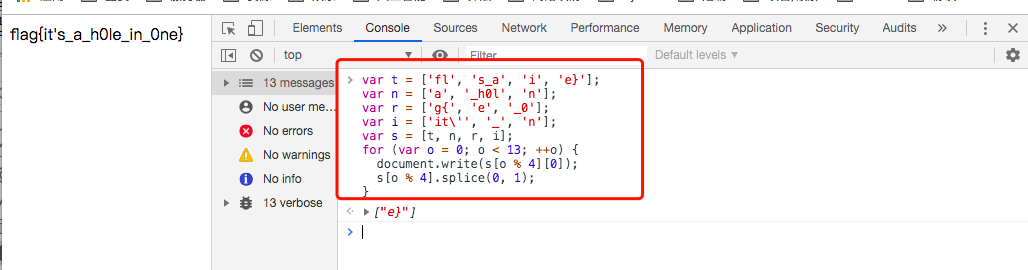 flag{it's_a_h0le_in_0ne}
Elements Console Sources Network Performance Memory Application Security Audits »
top Filter Default levels ▼
13 messages
No user me...
No errors
No warnings
No info
13 verbose
> var t = ['fl', 's_a', 'i', 'e}'];
var n = ['a', '_h0l', 'n'];
var r = ['g{', 'e', '_0'];
var i = ['it\'', '_', 'n'];
var s = [t, n, r, i];
for (var o = 0; o < 13; ++o) {
  document.write(s[o % 4][0]);
  s[o % 4].splice(0, 1);
}
["e}"]
>